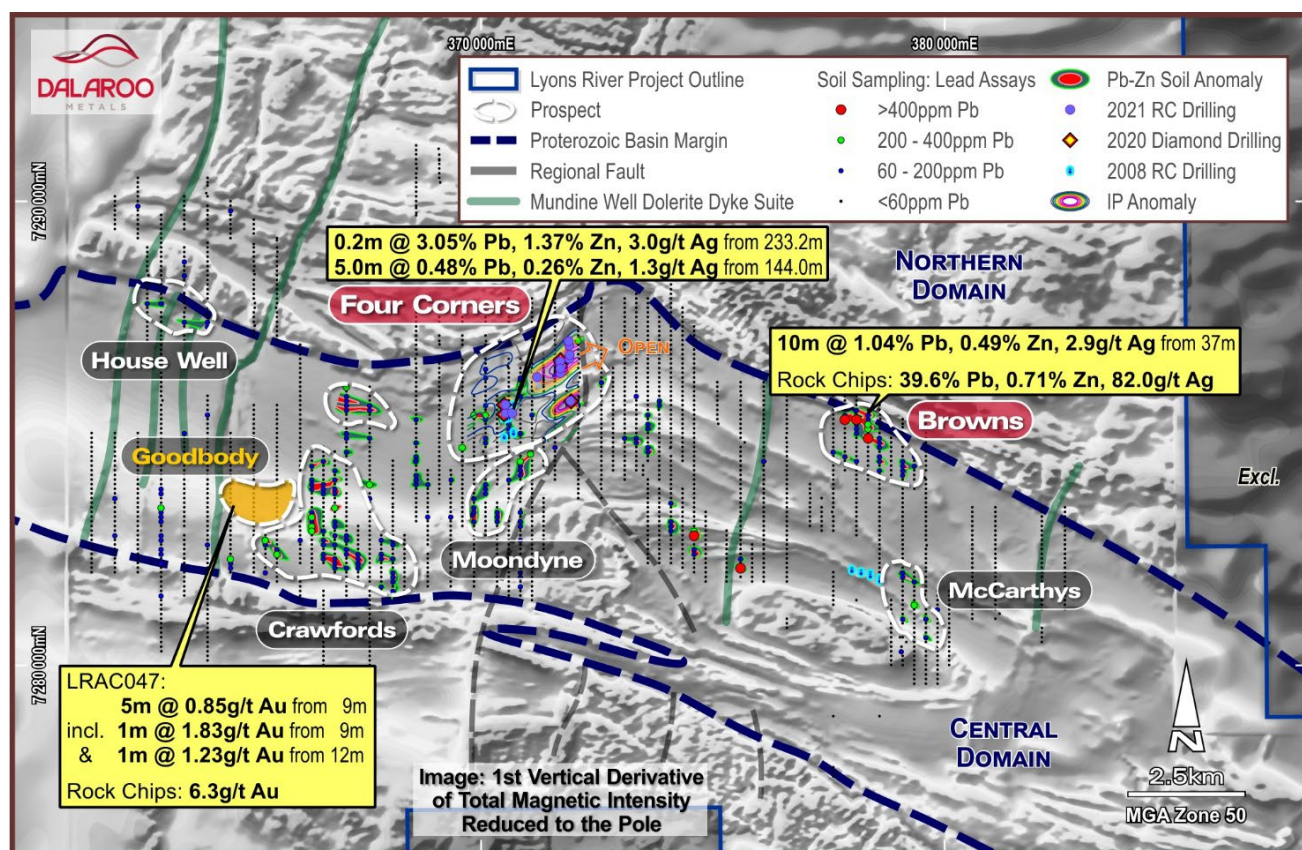 DALAROO
METALS
370 000mE
380 000mE
7290 000mN
7280 000mN
Lyons River Project Outline
Prospect
Proterozoic Basin Margin
Regional Fault
Mundine Well Dolerite Dyke Suite
Soil Sampling: Lead Assays
>400ppm Pb
200 - 400ppm Pb
60 - 200ppm Pb
<60ppm Pb
Pb-Zn Soil Anomaly
2021 RC Drilling
2020 Diamond Drilling
2008 RC Drilling
IP Anomaly
0.2m @ 3.05% Pb, 1.37% Zn, 3.0g/t Ag from 233.2m
5.0m @ 0.48% Pb, 0.26% Zn, 1.3g/t Ag from 144.0m
NORTHERN
DOMAIN
Four Corners
OPEN
House Well
10m @ 1.04% Pb, 0.49% Zn, 2.9g/t Ag from 37m
Rock Chips: 39.6% Pb, 0.71% Zn, 82.0g/t Ag
Browns
Goodbody
Excl.
Moondyne
McCarthys
Crawfords
LRAC047:
5m @ 0.85g/t Au from 9m
incl. 1m @ 1.83g/t Au from 9m
& 1m @ 1.23g/t Au from 12m
Rock Chips: 6.3g/t Au
CENTRAL
DOMAIN
Image: 1st Vertical Derivative
of Total Magnetic Intensity
Reduced to the Pole
N
2.5km
MGA Zone 50